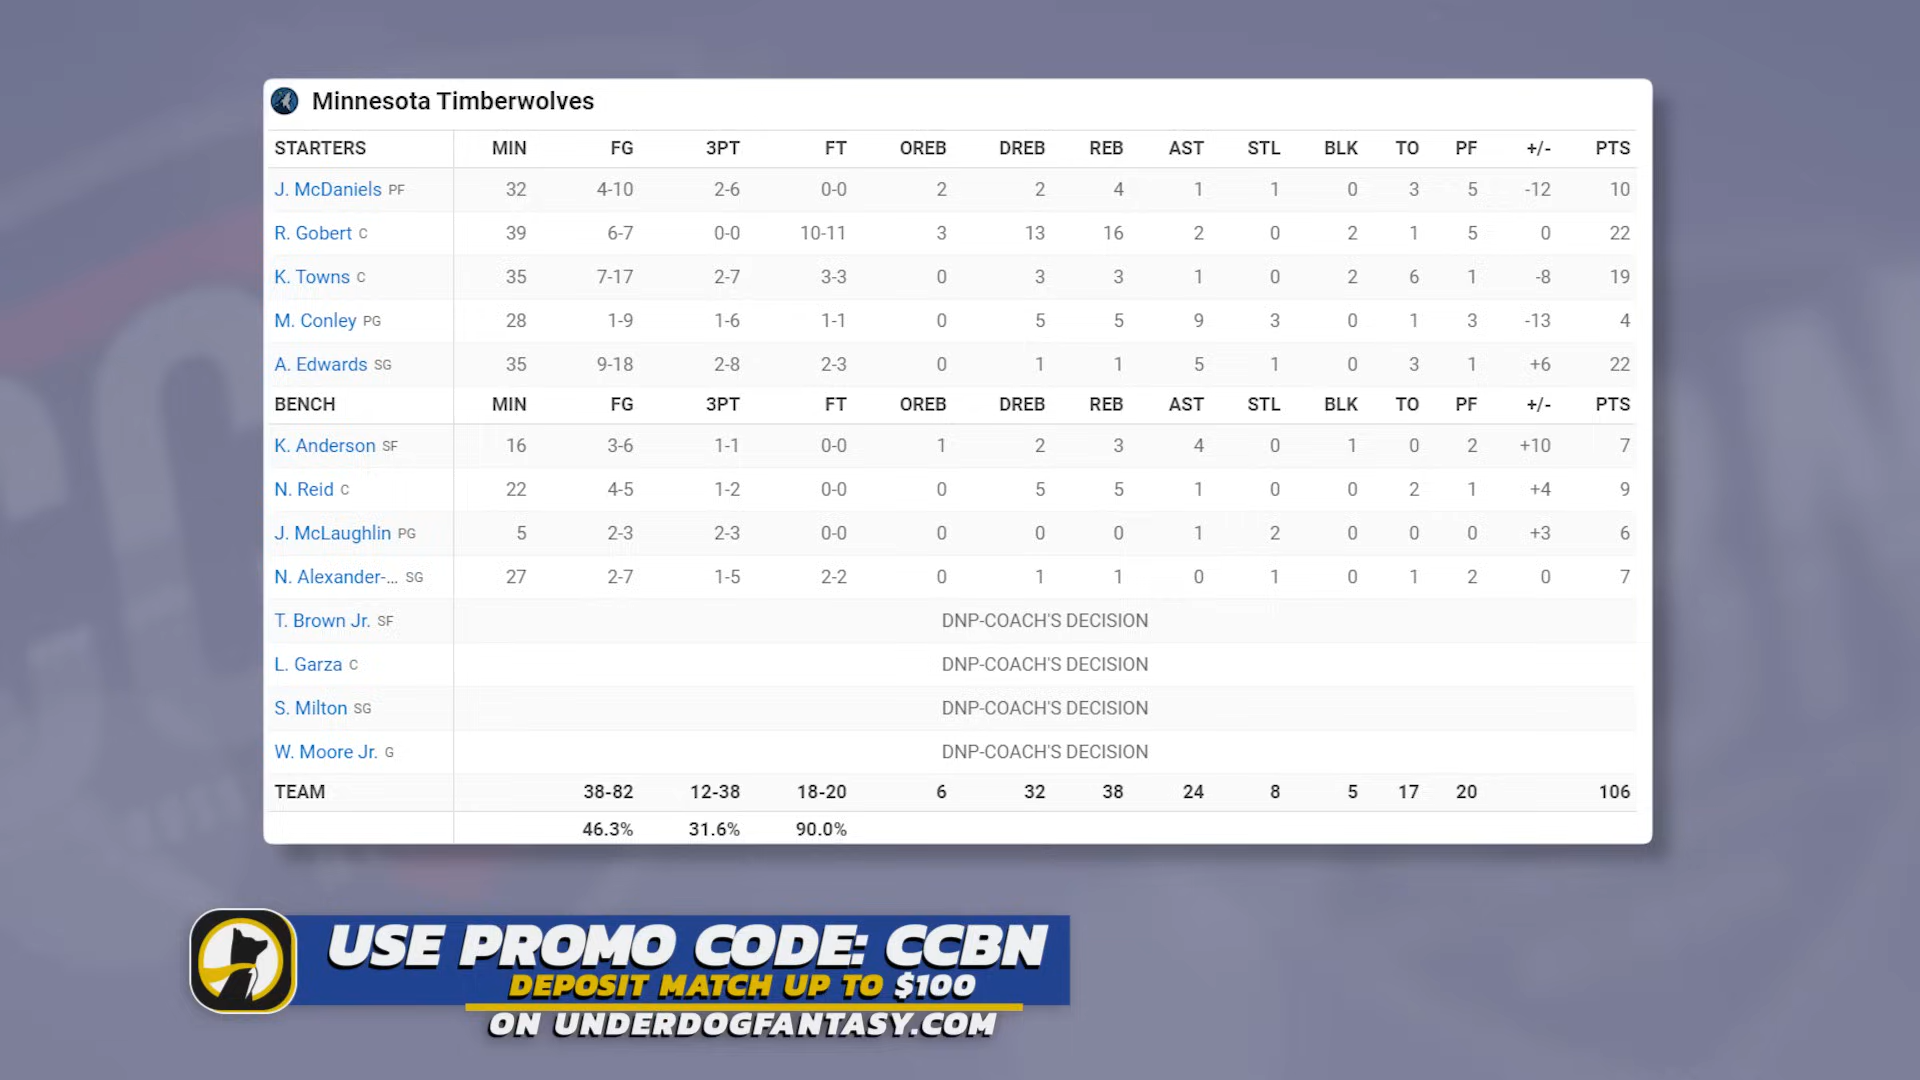 Minnesota Timberwolves
STARTERS MIN FG 3PT FT OREB DREB REB AST STL BLK TO PF +/- PTS
J. McDaniels PF 32 4-10 2-6 0-0 2 2 4 1 1 0 3 5 -12 10
R. Gobert C 39 6-7 0-0 10-11 3 13 16 2 0 2 1 5 0 22
K. Towns C 35 7-17 2-7 3-3 0 3 3 1 0 2 6 1 -8 19
M. Conley PG 28 1-9 1-6 1-1 0 5 5 9 3 0 1 3 -13 4
A. Edwards SG 35 9-18 2-8 2-3 0 1 1 5 1 0 3 1 +6 22
BENCH MIN FG 3PT FT OREB DREB REB AST STL BLK TO PF +/- PTS
K. Anderson SF 16 3-6 1-1 0-0 1 2 3 4 0 1 0 2 +10 7
N. Reid C 22 4-5 1-2 0-0 0 5 5 1 0 0 2 1 +4 9
J. McLaughlin PG 5 2-3 2-3 0-0 0 0 0 1 2 0 0 0 +3 6
N. Alexander-... SG 27 2-7 1-5 2-2 0 1 1 0 1 0 1 2 0 7
T. Brown Jr. SF DNP-COACH'S DECISION
L. Garza C DNP-COACH'S DECISION
S. Milton SG DNP-COACH'S DECISION
W. Moore Jr. G DNP-COACH'S DECISION
TEAM 38-82 12-38 18-20 6 32 38 24 8 5 17 20 106
46.3% 31.6% 90.0%
USE PROMO CODE: CCBN
DEPOSIT MATCH UP TO $100
ON UNDERDOGFANTASY.COM